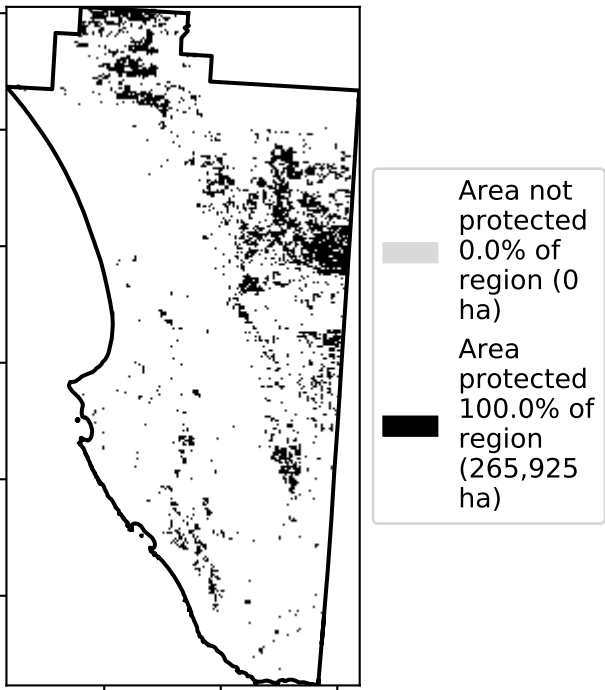 Area not
protected
0.0% of
region (0
ha)
Area
protected
100.0% of
region
(265,925
ha)